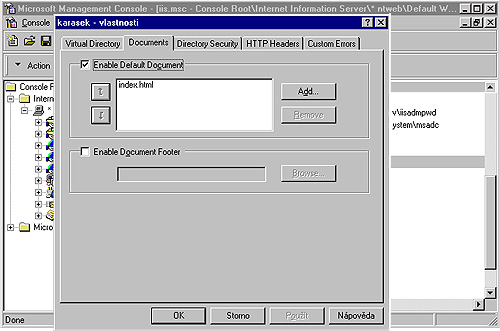 Microsoft Management Console - [iis.msc - Console Root\Internet Information Server\* ntweb\Default W...
Console
karasek - vlastnosti
Virtual Directory
Documents
Directory Security
HTTP Headers
Custom Errors
Action
Enable Default Document
index.html
Add...
Remove
Console F
Intern
*
v\iisadmpwd
ystem\msadc
Enable Document Footer
Browse...
Micro
OK
Storno
Použít
Nápověda
Done